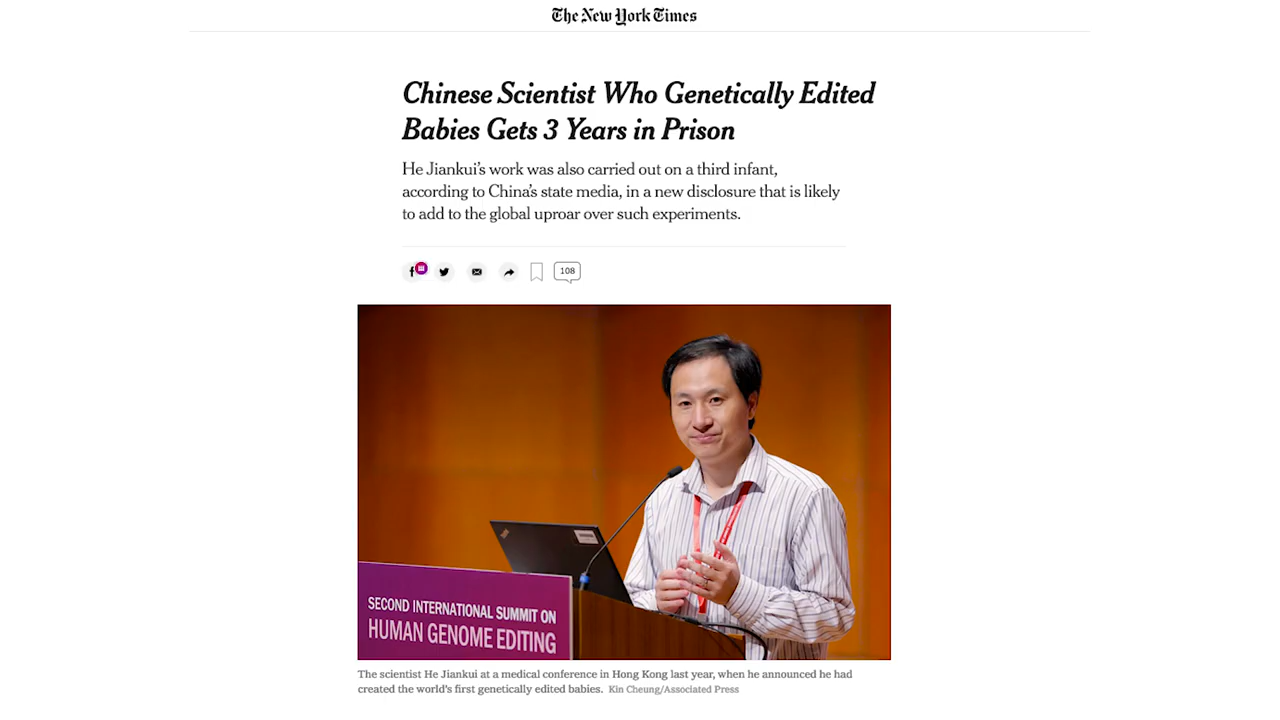 The New York Times
Chinese Scientist Who Genetically Edited
Babies Gets 3 Years in Prison
He Jiankui’s work was also carried out on a third infant,
according to China’s state media, in a new disclosure that is likely
to add to the global uproar over such experiments.
108
SECOND INTERNATIONAL SUMMIT ON
HUMAN GENOME EDITING
The scientist He Jiankui at a medical conference in Hong Kong last year, when he announced he had
created the world’s first genetically edited babies. Kin Cheung/Associated Press